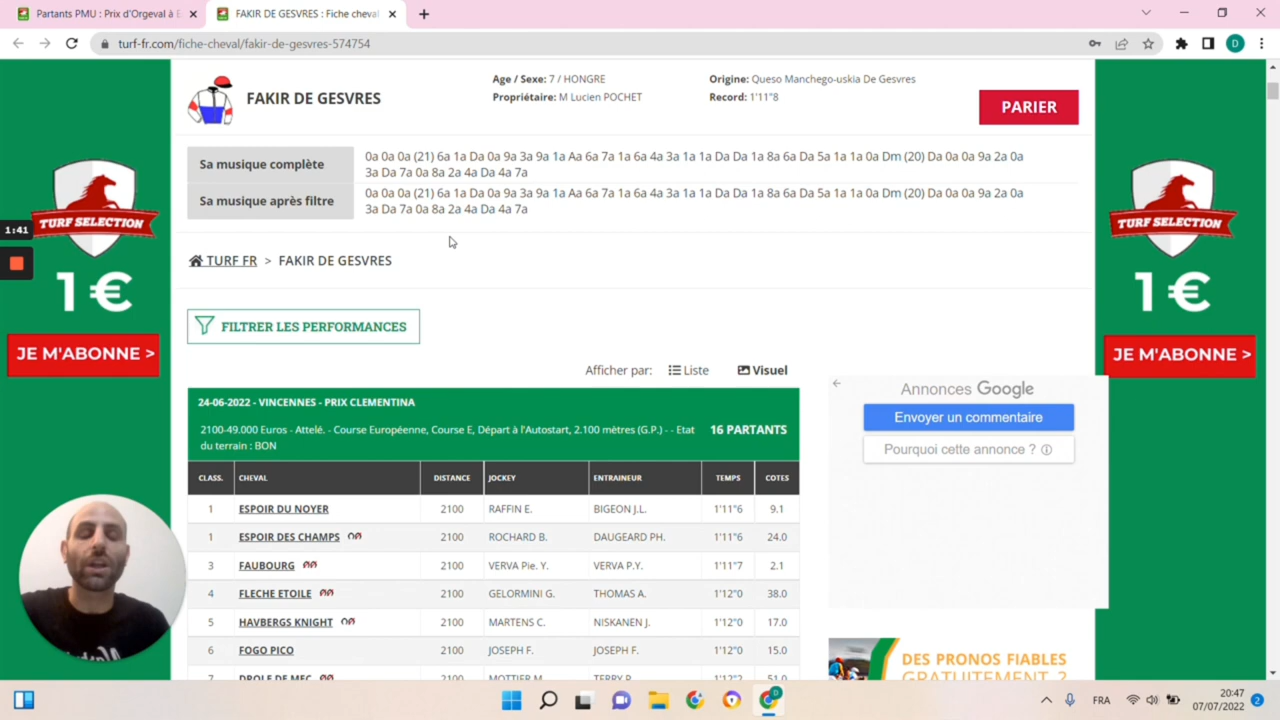 Partants PMU : Prix d'Orgeval à E
FAKIR DE GESVRES : Fiche cheval
turf-fr.com/fiche-cheval/fakir-de-gesvres-574754
D
FAKIR DE GESVRES
Age / Sexe: 7 / HONGRE
Propriétaire: M Lucien POCHET
Origine: Queso Manchego-uskia De Gesvres
Record: 1'11"8
PARIER
Sa musique complète
0a 0a 0a (21) 6a 1a Da 0a 9a 3a 9a 1a Aa 6a 7a 1a 6a 4a 3a 1a 1a Da Da 1a 8a 6a Da 5a 1a 1a 0a Dm (20) Da 0a 0a 9a 2a 0a
3a Da 7a 0a 8a 2a 4a Da 4a 7a
Sa musique après filtre
0a 0a 0a (21) 6a 1a Da 0a 9a 3a 9a 1a Aa 6a 7a 1a 6a 4a 3a 1a 1a Da Da 1a 8a 6a Da 5a 1a 1a 0a Dm (20) Da 0a 0a 9a 2a 0a
3a Da 7a 0a 8a 2a 4a Da 4a 7a
TURF SELECTION
1 €
JE M'ABONNE >
1:41
TURF FR > FAKIR DE GESVRES
FILTRER LES PERFORMANCES
Afficher par: Liste Visuel
24-06-2022 - VINCENNES - PRIX CLEMENTINA
2100-49.000 Euros - Attelé. - Course Européenne, Course E, Départ à l'Autostart, 2.100 mètres (G.P.) - - Etat
du terrain : BON
16 PARTANTS
CLASS. CHEVAL DISTANCE JOCKEY ENTRAINEUR TEMPS COTES
1 ESPOIR DU NOYER 2100 RAFFIN E. BIGEON J.L. 1'11"6 9.1
1 ESPOIR DES CHAMPS 2100 ROCHARD B. DAUGEARD PH. 1'11"6 24.0
3 FAUBOURG 2100 VERVA Pie. Y. VERVA P.Y. 1'11"7 2.1
4 FLECHE ETOILE 2100 GELORMINI G. THOMAS A. 1'12"0 38.0
5 HAVBERGS KNIGHT 2100 MARTENS C. NISKANEN J. 1'12"0 17.0
6 FOGO PICO 2100 JOSEPH F. JOSEPH F. 1'12"0 15.0
7 DROLE DE MEC 2100 MOTTIER M. TERRY R. 1'12"2 51.0
Annonces Google
Envoyer un commentaire
Pourquoi cette annonce ?
DES PRONOS FIABLES
GRATUITEMENT ?
TURF SELECTION
1 €
JE M'ABONNE >
FRA
20:47
07/07/2022
2